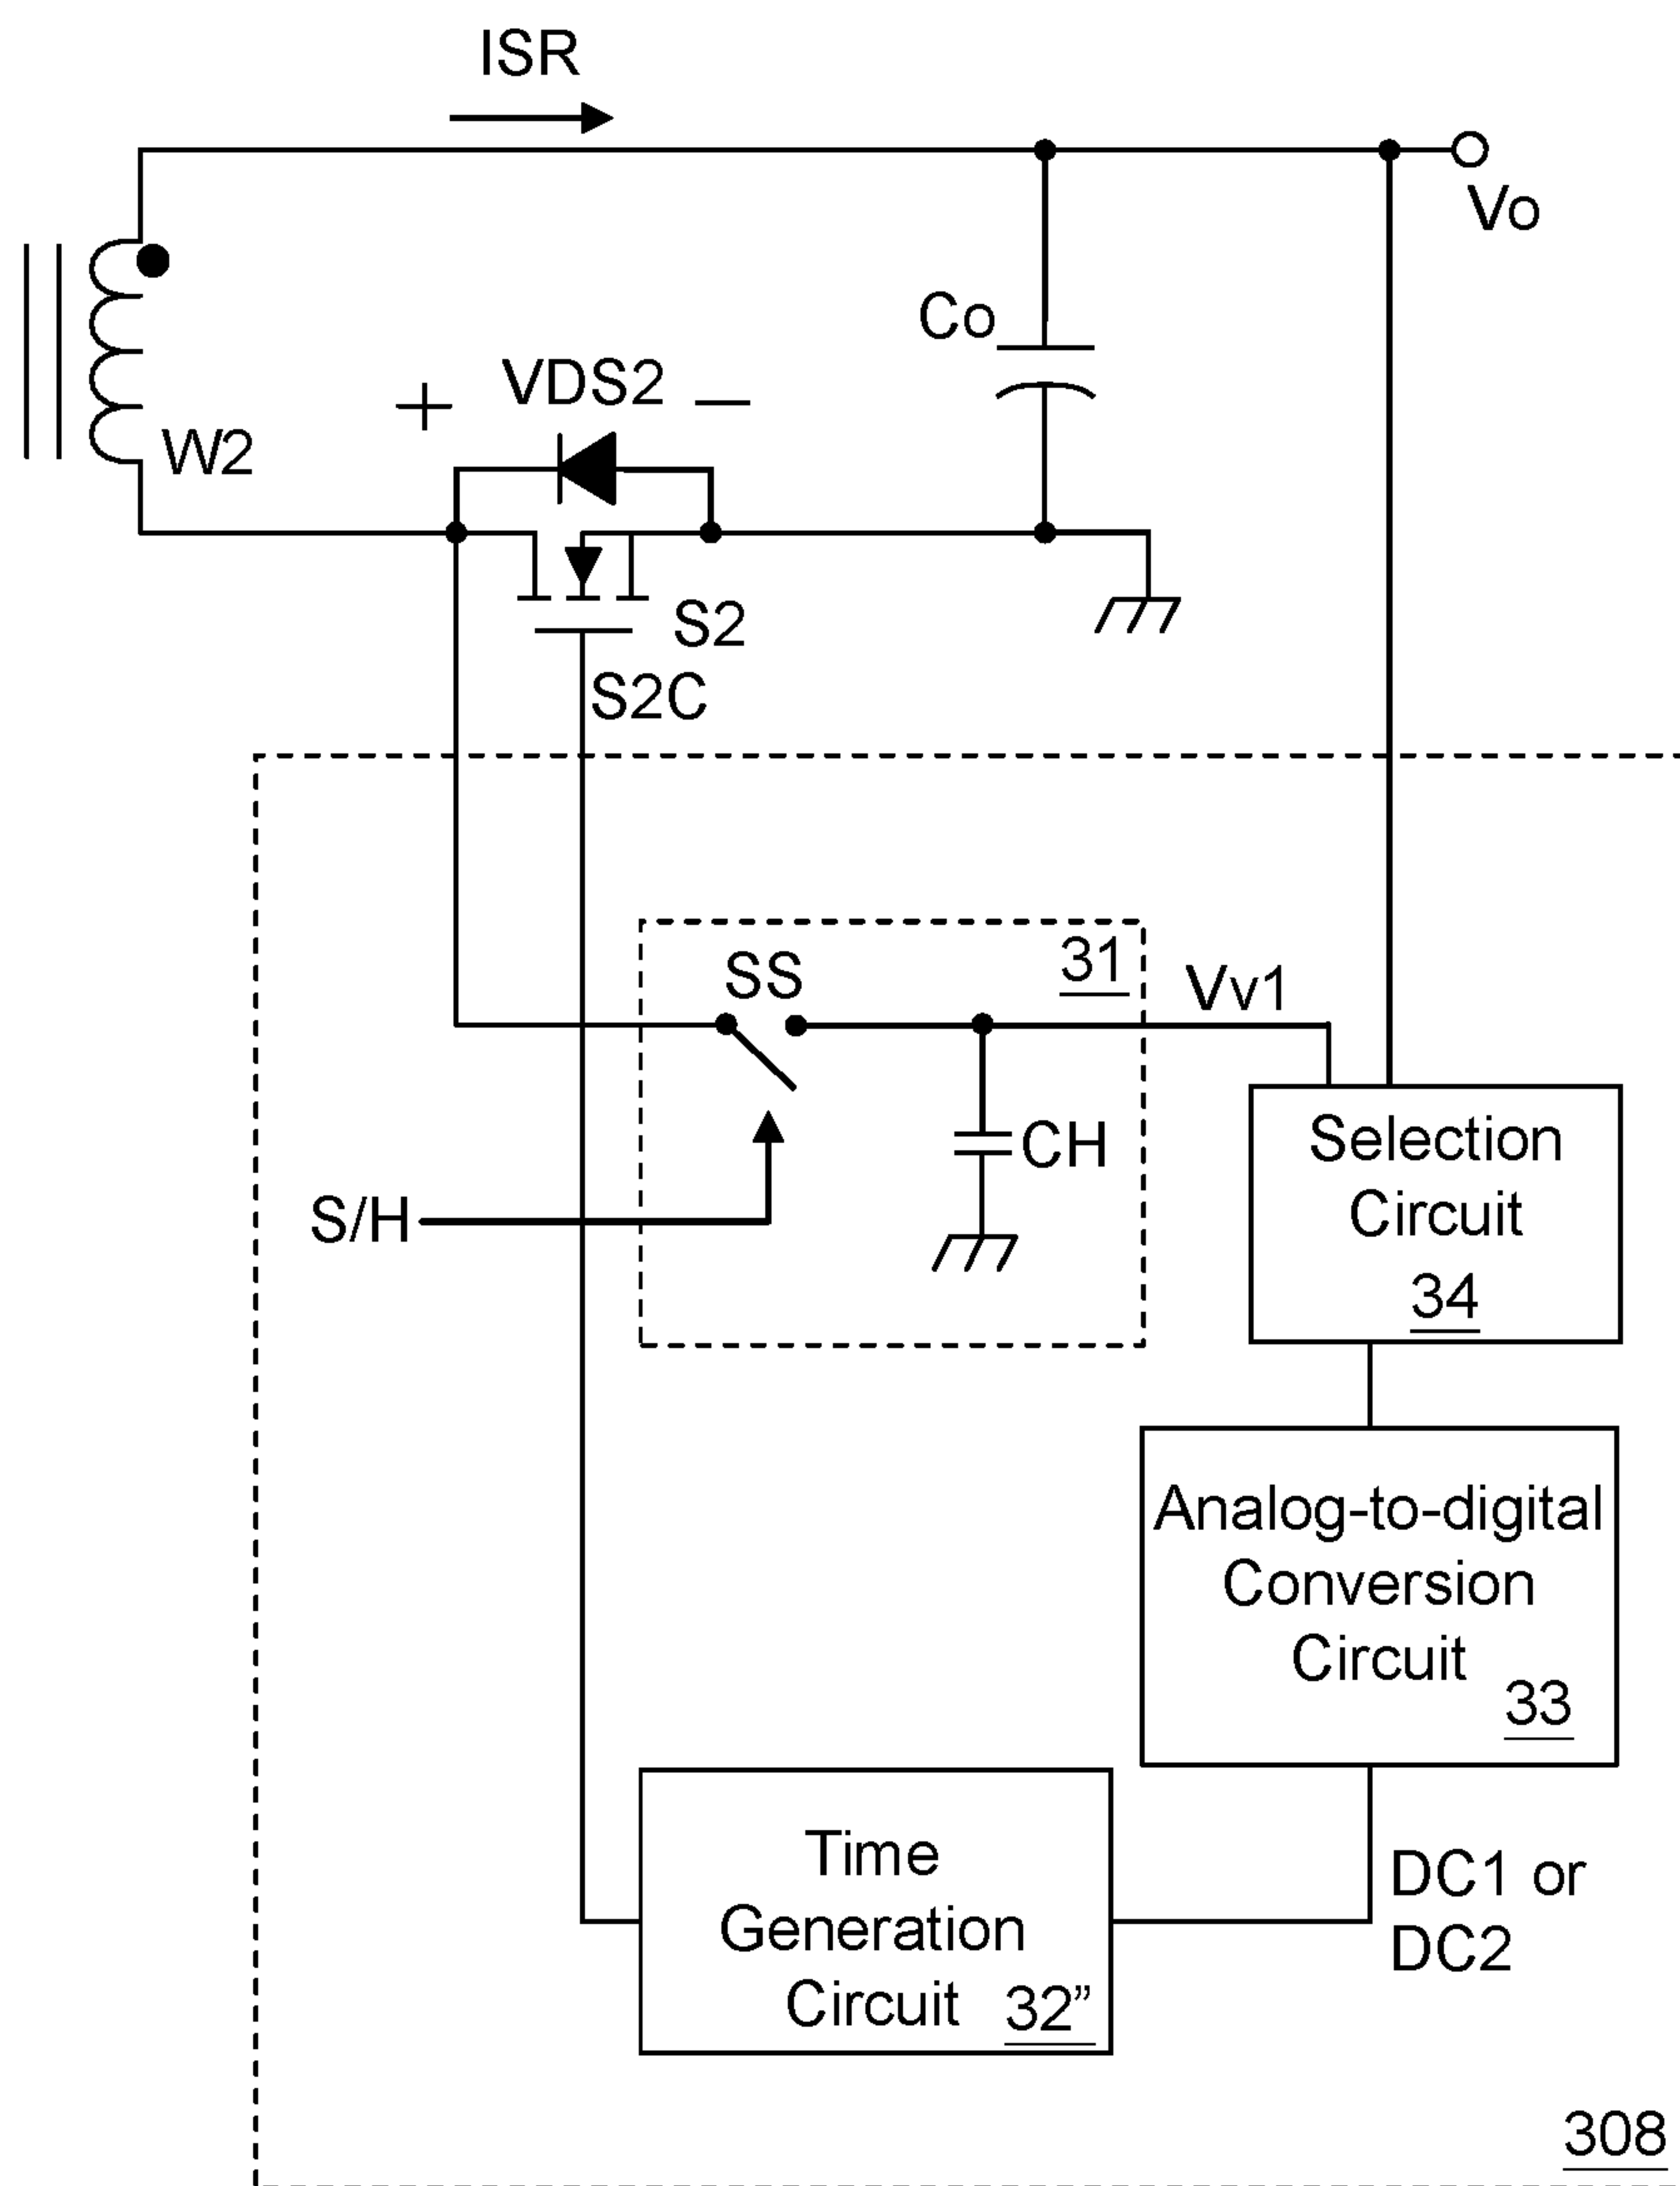 ISR
Vo
Co
+ VDS2 —
W2
S2
S2C
31
SS
Vv1
CH
S/H
Selection
Circuit
34
Analog-to-digital
Conversion
Circuit
33
Time
Generation
Circuit
32”
DC1 or
DC2
308